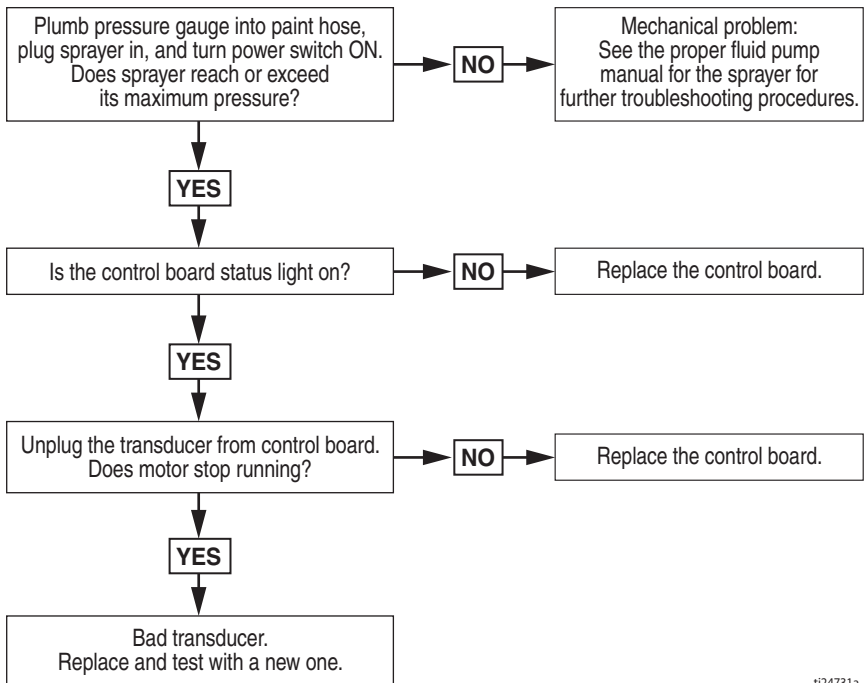 Plumb pressure gauge into paint hose,
plug sprayer in, and turn power switch ON.
Does sprayer reach or exceed
its maximum pressure?
NO
Mechanical problem:
See the proper fluid pump
manual for the sprayer for
further troubleshooting procedures.
YES
Is the control board status light on?
NO
Replace the control board.
YES
Unplug the transducer from control board.
Does motor stop running?
NO
Replace the control board.
YES
Bad transducer.
Replace and test with a new one.
ti24731a